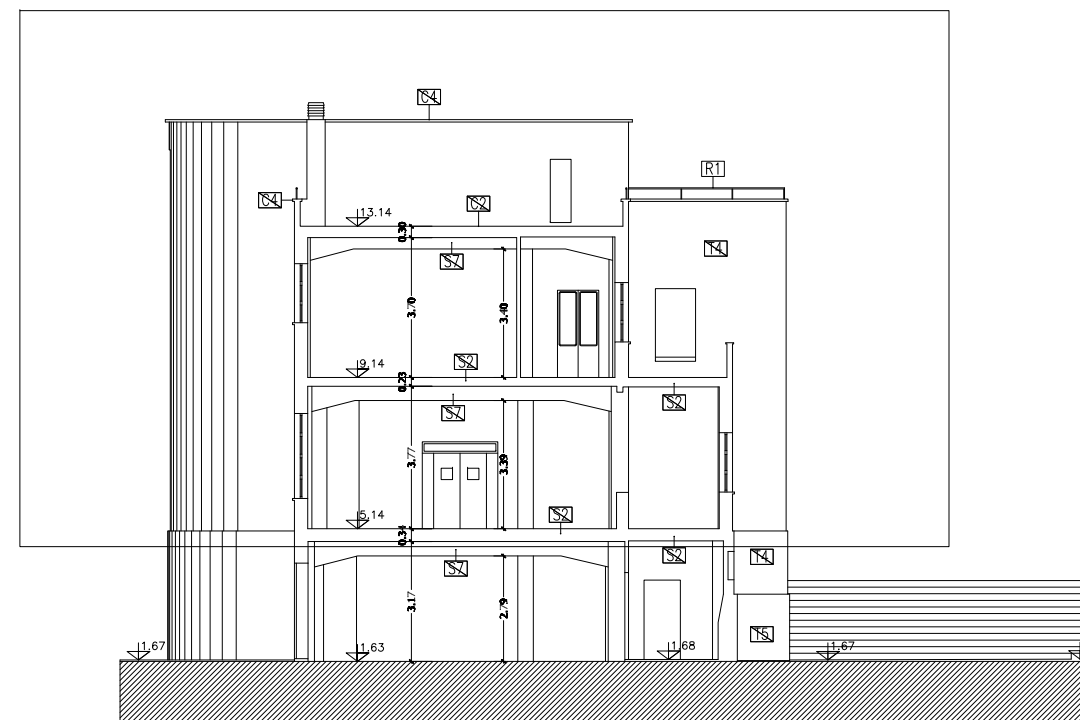 C4
R1
C4
C2
13.14
0.30
T4
S7
3.70
3.40
9.14
S2
0.23
S2
S7
3.77
3.39
5.14
S2
0.34
S2
T4
S7
3.17
2.79
T5
1.67
1.63
1.68
1.67